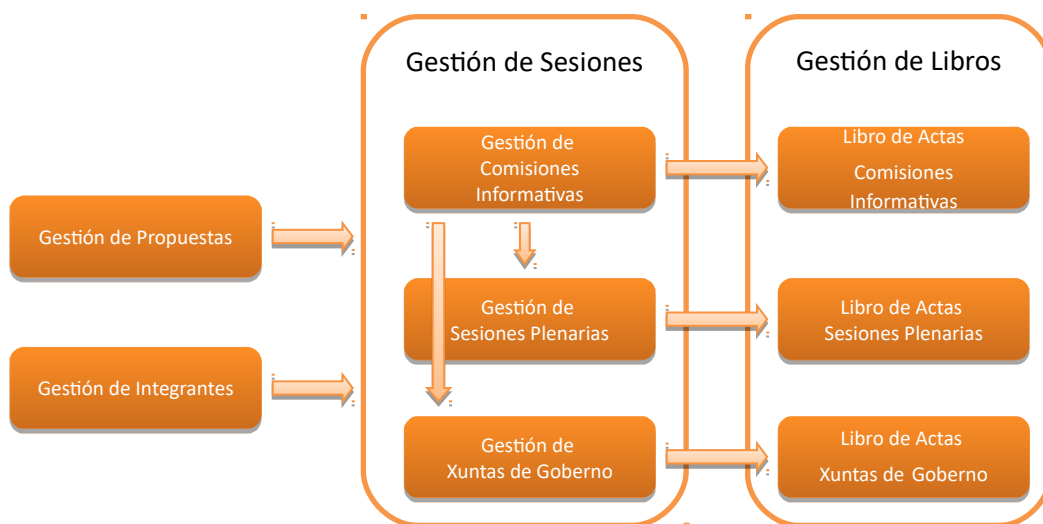 Gestión de Propuestas
Gestión de Integrantes
Gestión de Sesiones
Gestión de
Comisiones
Informativas
Gestión de
Sesiones Plenarias
Gestión de
Xuntas de Goberno
Gestión de Libros
Libro de Actas
Comisiones
Informativas
Libro de Actas
Sesiones Plenarias
Libro de Actas
Xuntas de Goberno